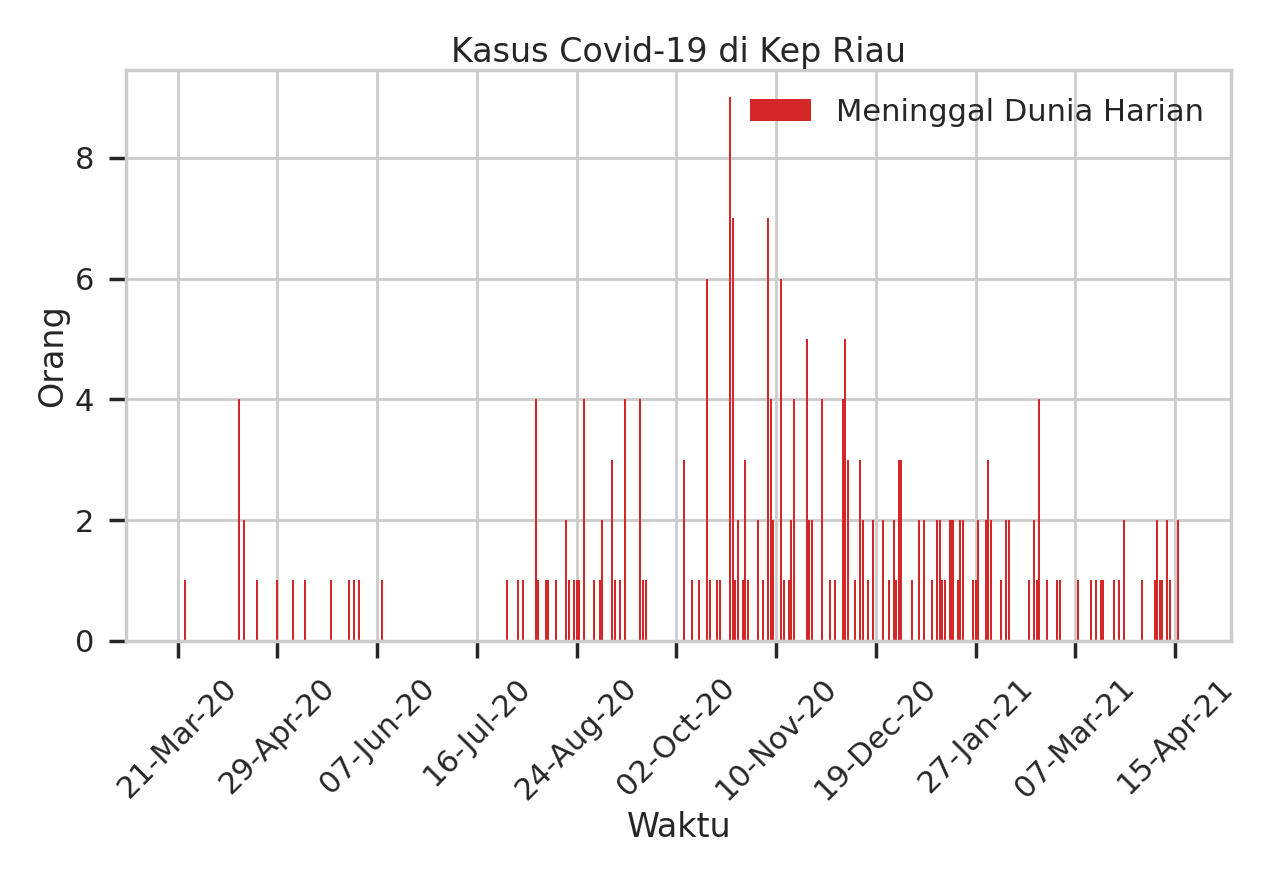 Kasus Covid-19 di Kep Riau
Meninggal Dunia Harian
Orang
8
6
4
2
0
21-Mar-20
29-Apr-20
07-Jun-20
16-Jul-20
24-Aug-20
02-Oct-20
10-Nov-20
19-Dec-20
27-Jan-21
07-Mar-21
15-Apr-21
Waktu